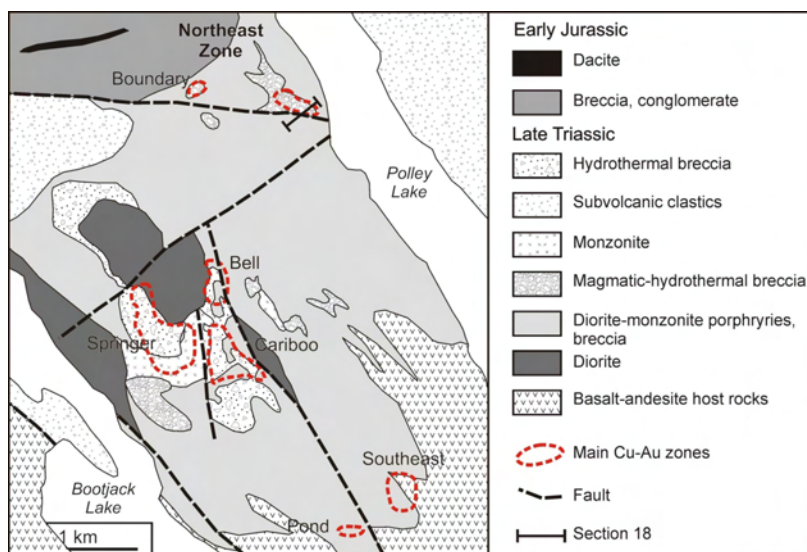 Northeast
Zone
Boundary
Polley
Lake
Bell
Springer
Cariboo
Southeast
Bootjack
Lake
Pond
1 km
Early Jurassic
Dacite
Breccia, conglomerate
Late Triassic
Hydrothermal breccia
Subvolcanic clastics
Monzonite
Magmatic-hydrothermal breccia
Diorite-monzonite porphryries,
breccia
Diorite
Basalt-andesite host rocks
Main Cu-Au zones
Fault
Section 18